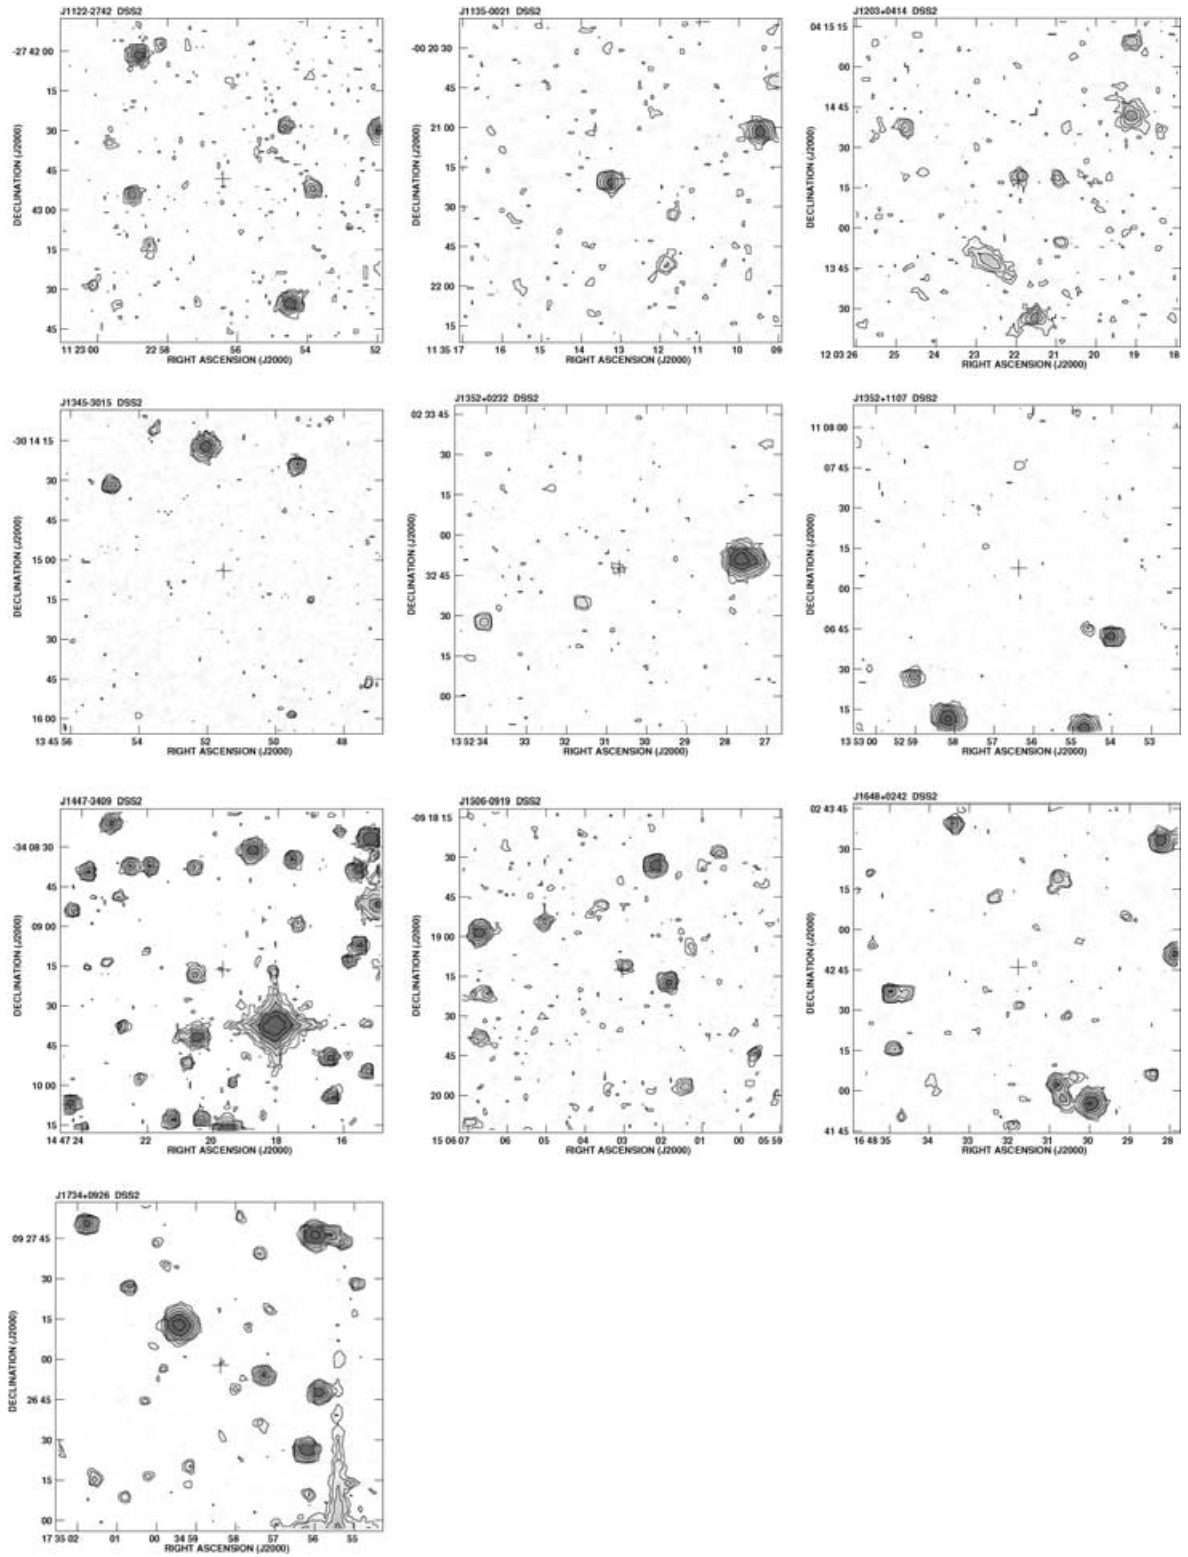 J1122-2742 DSS2
-27 42 00
15
30
45
43 00
15
30
45
11 23 00 22 58 56 54 52
DECLINATION (J2000)
RIGHT ASCENSION (J2000)
J1135-0021 DSS2
-00 20 30
45
21 00
15
30
45
22 00
15
11 35 17 16 15 14 13 12 11 10 09
DECLINATION (J2000)
RIGHT ASCENSION (J2000)
J1203+0414 DSS2
04 15 15
00
14 45
30
15
00
13 45
30
12 03 26 25 24 23 22 21 20 19 18
DECLINATION (J2000)
RIGHT ASCENSION (J2000)
J1345-3015 DSS2
-30 14 15
30
45
15 00
15
30
45
16 00
13 45 56 54 52 50 48
DECLINATION (J2000)
RIGHT ASCENSION (J2000)
J1352+0232 DSS2
02 33 45
30
15
00
32 45
30
15
00
13 52 34 33 32 31 30 29 28 27
DECLINATION (J2000)
RIGHT ASCENSION (J2000)
J1352+1107 DSS2
11 08 00
07 45
30
15
00
06 45
30
15
13 53 00 52 59 58 57 56 55 54 53
DECLINATION (J2000)
RIGHT ASCENSION (J2000)
J1447-3409 DSS2
-34 08 30
45
09 00
15
30
45
10 00
15
14 47 24 22 20 18 16
DECLINATION (J2000)
RIGHT ASCENSION (J2000)
J1506-0919 DSS2
-09 18 15
30
45
19 00
15
30
45
20 00
15 06 07 06 05 04 03 02 01 00 05 59
DECLINATION (J2000)
RIGHT ASCENSION (J2000)
J1648+0242 DSS2
02 43 45
30
15
00
42 45
30
15
00
41 45
16 48 35 34 33 32 31 30 29 28
DECLINATION (J2000)
RIGHT ASCENSION (J2000)
J1734+0926 DSS2
09 27 45
30
15
00
26 45
30
15
00
17 35 02 01 00 34 59 58 57 56 55
DECLINATION (J2000)
RIGHT ASCENSION (J2000)